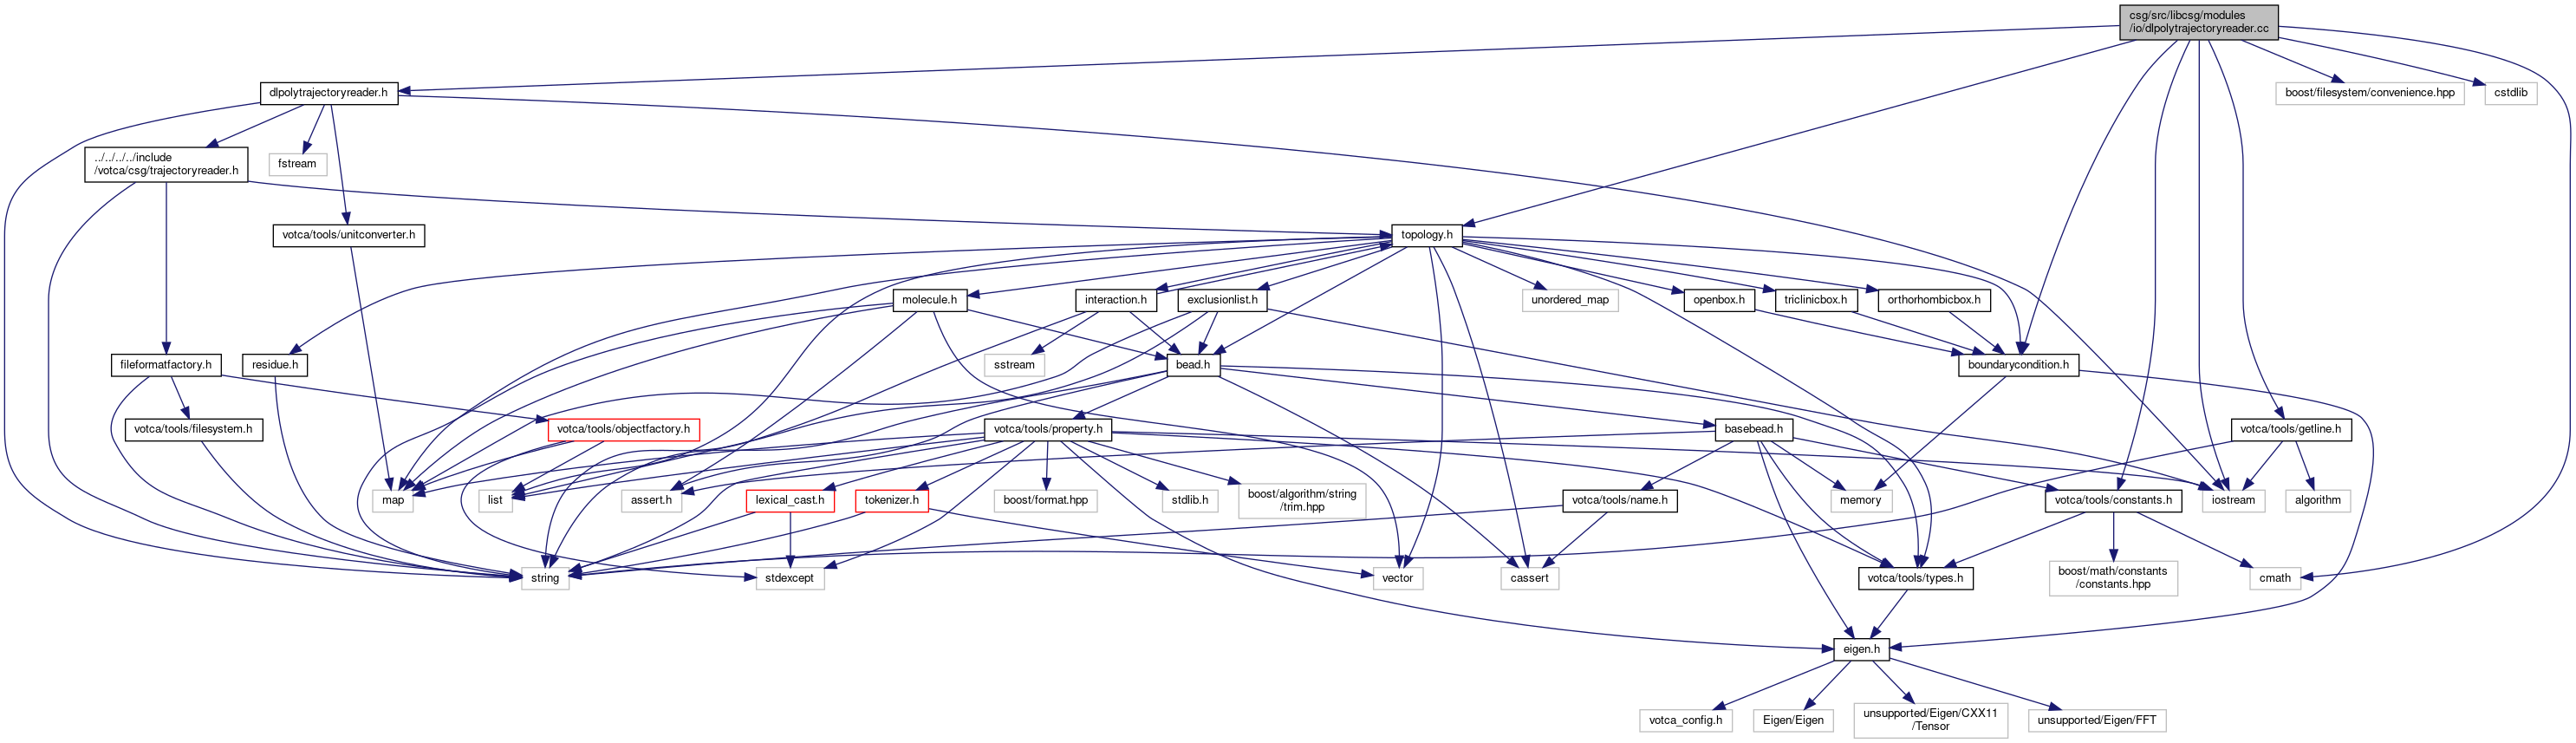 csg/src/libcsg/modules
/io/dlpolytrajectoryreader.cc
dlpolytrajectoryreader.h
boost/filesystem/convenience.hpp
cstdlib
../../../../include
/votca/csg/trajectoryreader.h
fstream
votca/tools/unitconverter.h
topology.h
molecule.h
interaction.h
exclusionlist.h
unordered_map
openbox.h
triclinicbox.h
orthorhombicbox.h
fileformatfactory.h
residue.h
sstream
bead.h
boundarycondition.h
votca/tools/filesystem.h
votca/tools/objectfactory.h
votca/tools/property.h
basebead.h
votca/tools/getline.h
map
list
assert.h
lexical_cast.h
tokenizer.h
boost/format.hpp
stdlib.h
boost/algorithm/string
/trim.hpp
votca/tools/name.h
memory
votca/tools/constants.h
iostream
algorithm
string
stdexcept
vector
cassert
votca/tools/types.h
boost/math/constants
/constants.hpp
cmath
eigen.h
votca_config.h
Eigen/Eigen
unsupported/Eigen/CXX11
/Tensor
unsupported/Eigen/FFT